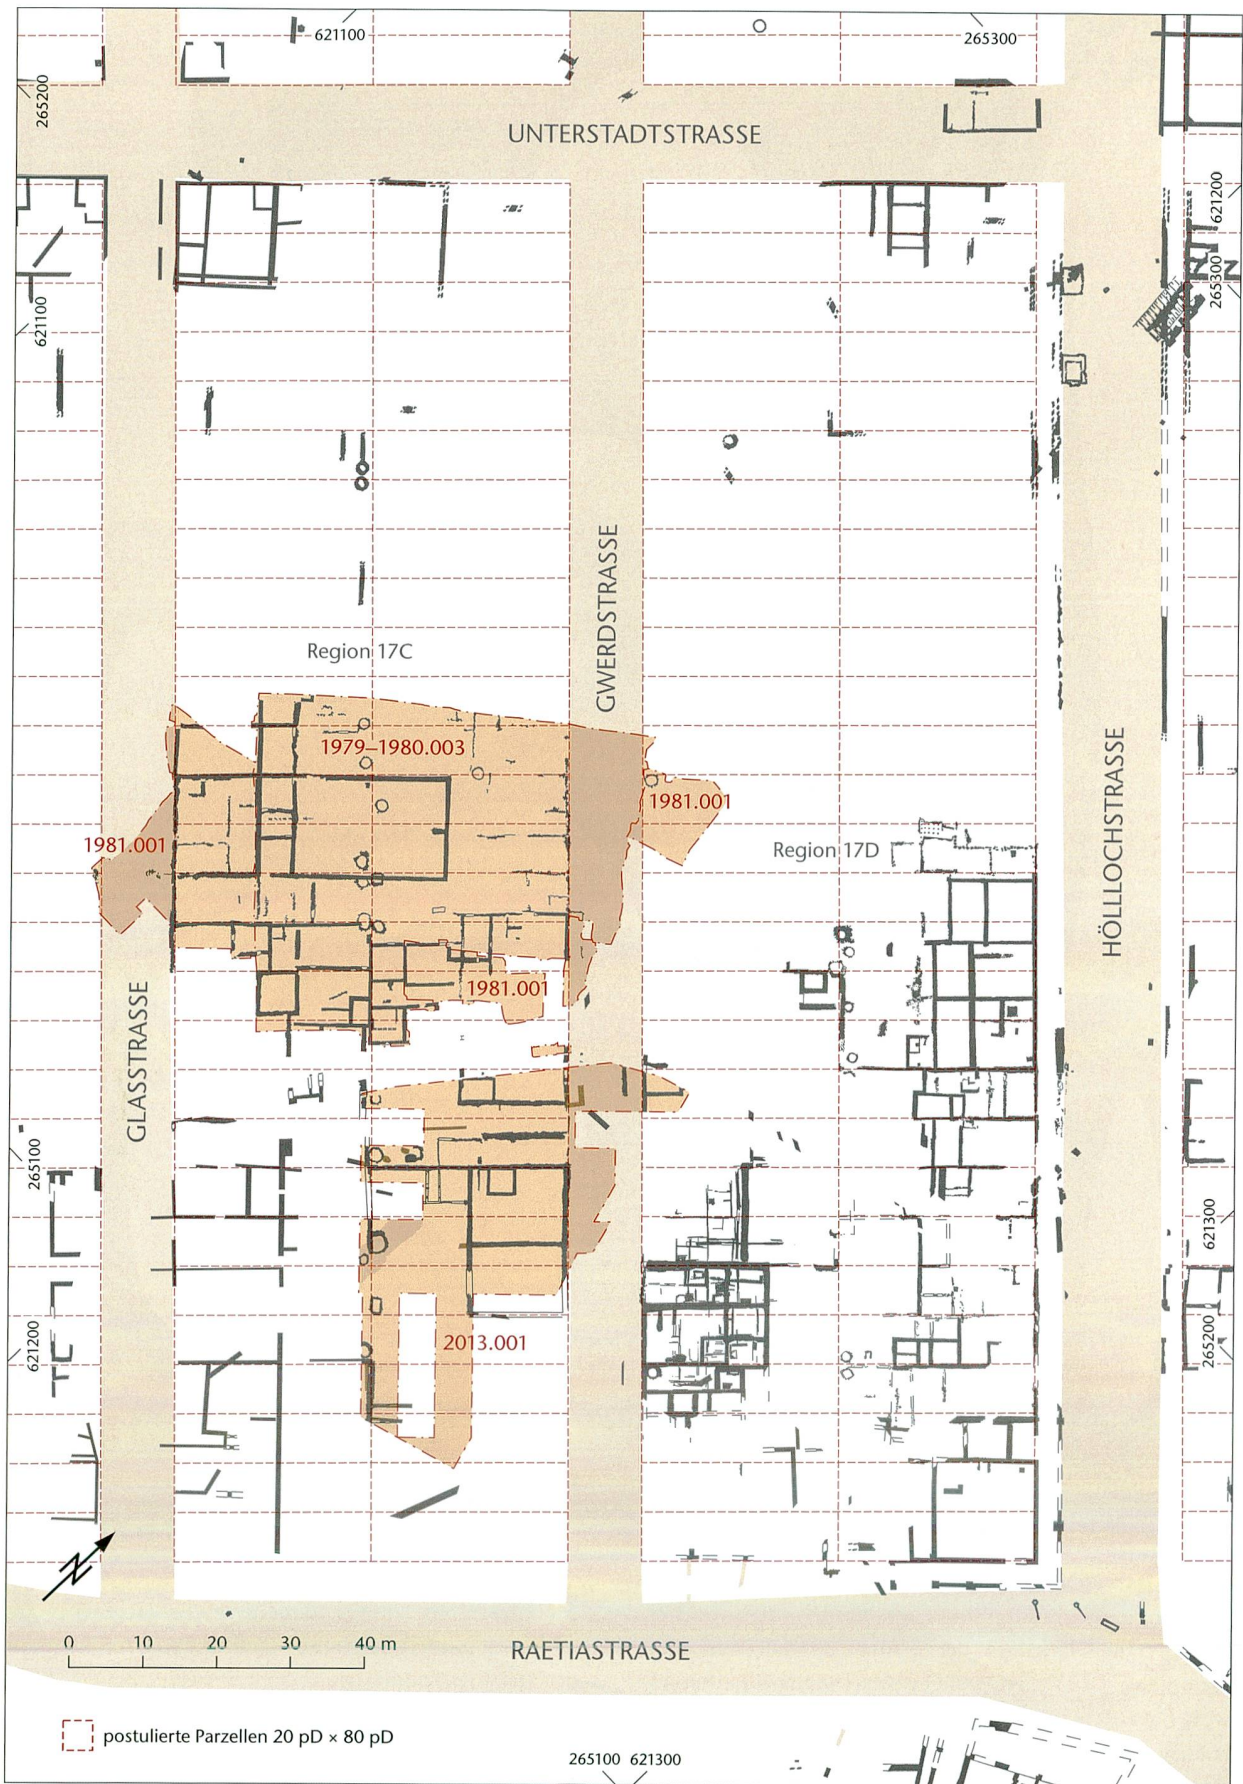 621100
265300
265200
UNTERSTADTSTRASSE
621200
265300
621100
GWERDSTRASSE
Region 17C
1979–1980.003
1981.001
1981.001
Region 17D
HÖLLLOCHSTRASSE
1981.001
GLASSTRASSE
265100
621300
621200
2013.001
265200
N
0 10 20 30 40 m
RAETIASTRASSE
postulierte Parzellen 20 pD × 80 pD
265100 621300